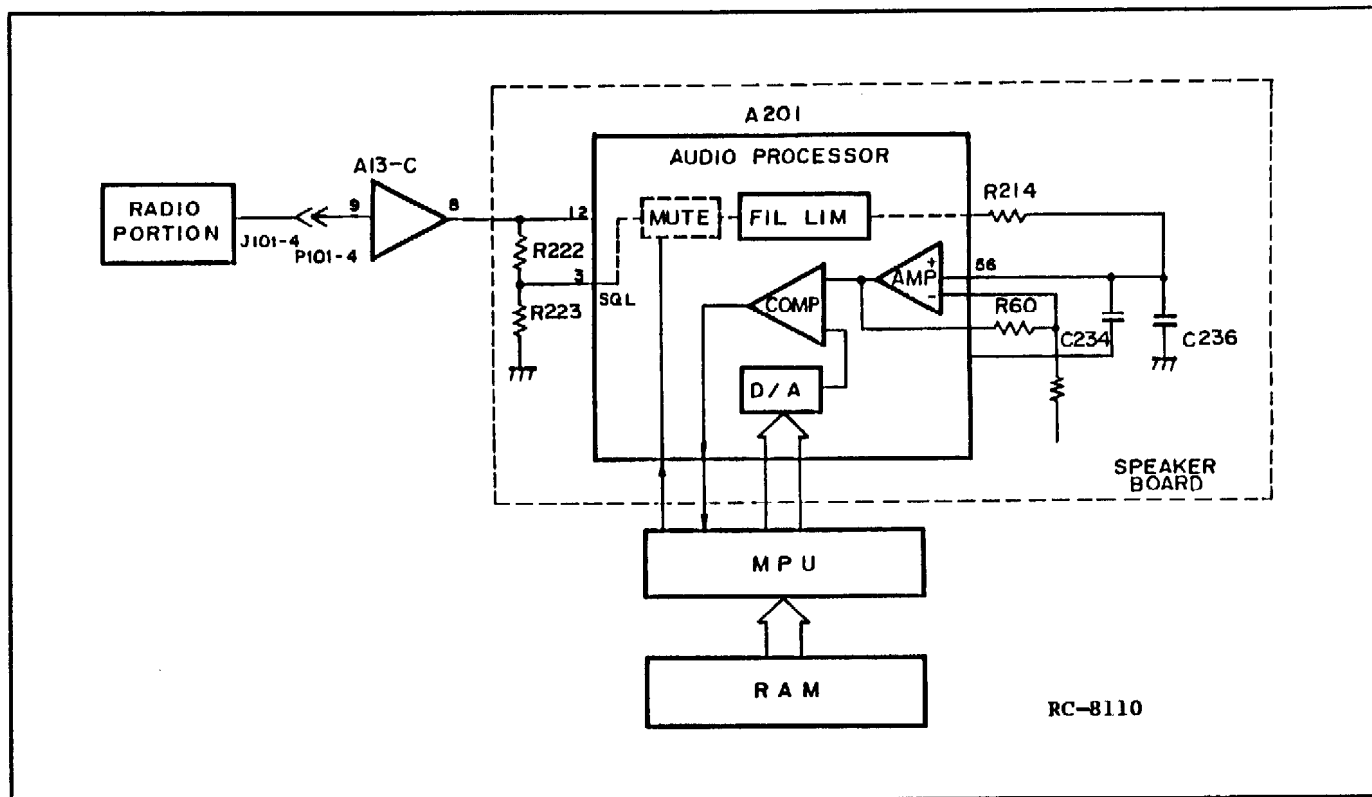 A201
AUDIO PROCESSOR
A13-C
RADIO
PORTION
J101-4
P101-4
9
8
12
R222
3
SQL
R223
MUTE
FIL LIM
R214
AMP
+
-
56
COMP
R60
C234
C236
D/A
SPEAKER
BOARD
MPU
RAM
RC-8110